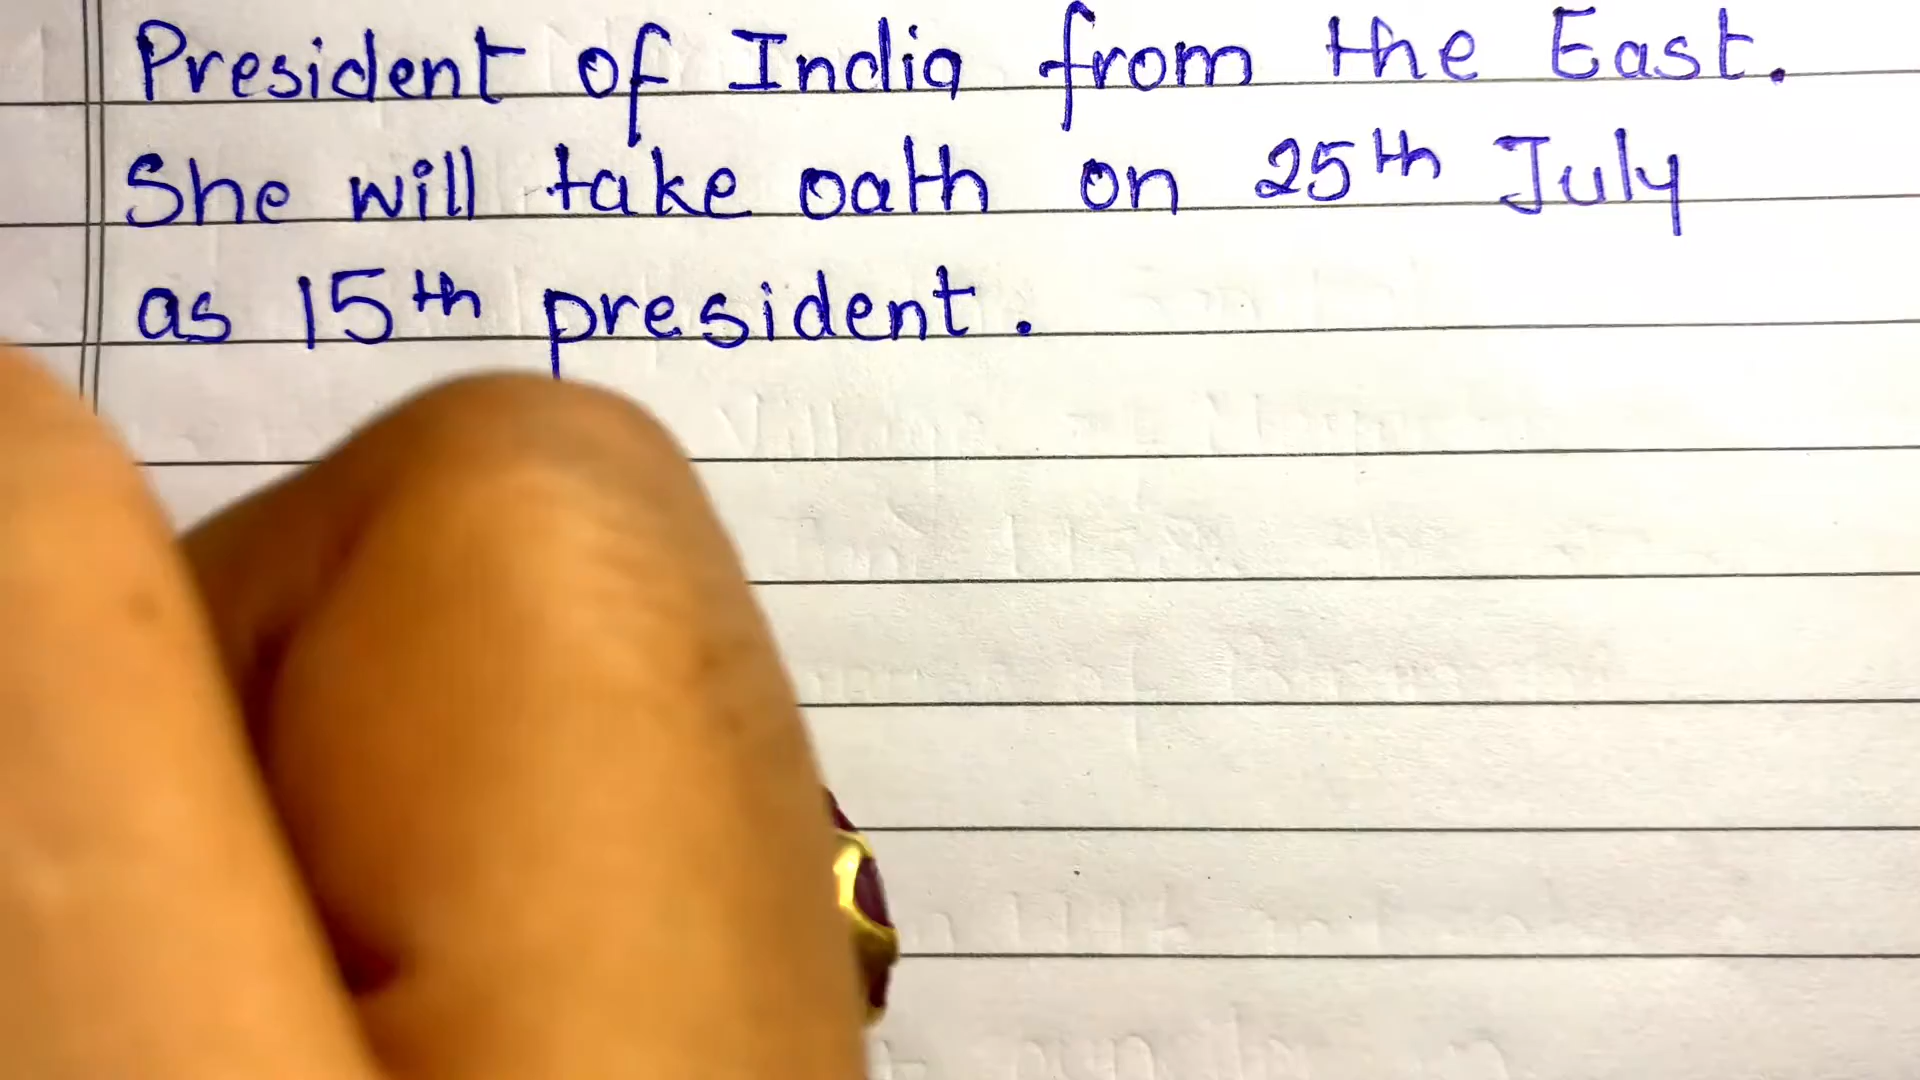 President of India from the East.
She will take oath on 25th July
as 15th president.